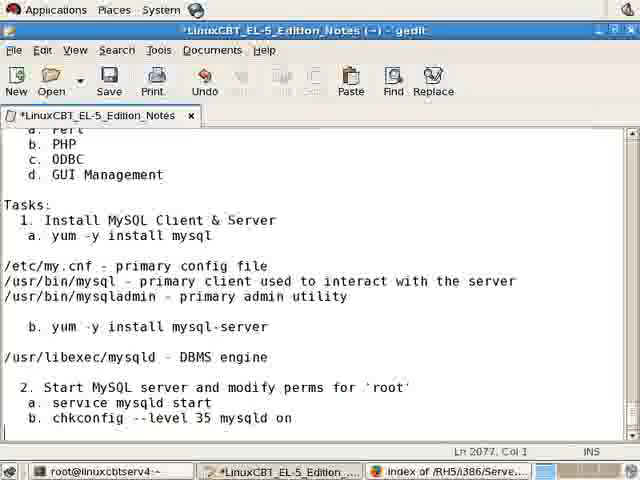 Applications Places System
*LinuxCBT_EL-5_Edition_Notes (~) - gedit
File Edit View Search Tools Documents Help
New Open Save Print. Undo Paste Find Replace
*LinuxCBT_EL-5_Edition_Notes ×
a. Perl
b. PHP
c. ODBC
d. GUI Management
Tasks:
1. Install MySQL Client & Server
a. yum -y install mysql
/etc/my.cnf - primary config file
/usr/bin/mysql - primary client used to interact with the server
/usr/bin/mysqladmin - primary admin utility
b. yum -y install mysql-server
/usr/libexec/mysqld - DBMS engine
2. Start MySQL server and modify perms for 'root'
a. service mysqld start
b. chkconfig --level 35 mysqld on
Ln 2077, Col 1 INS
root@linuxcbtserv4:~ *LinuxCBT_EL-5_Edition_.... Index of /RH5/i386/Serve...